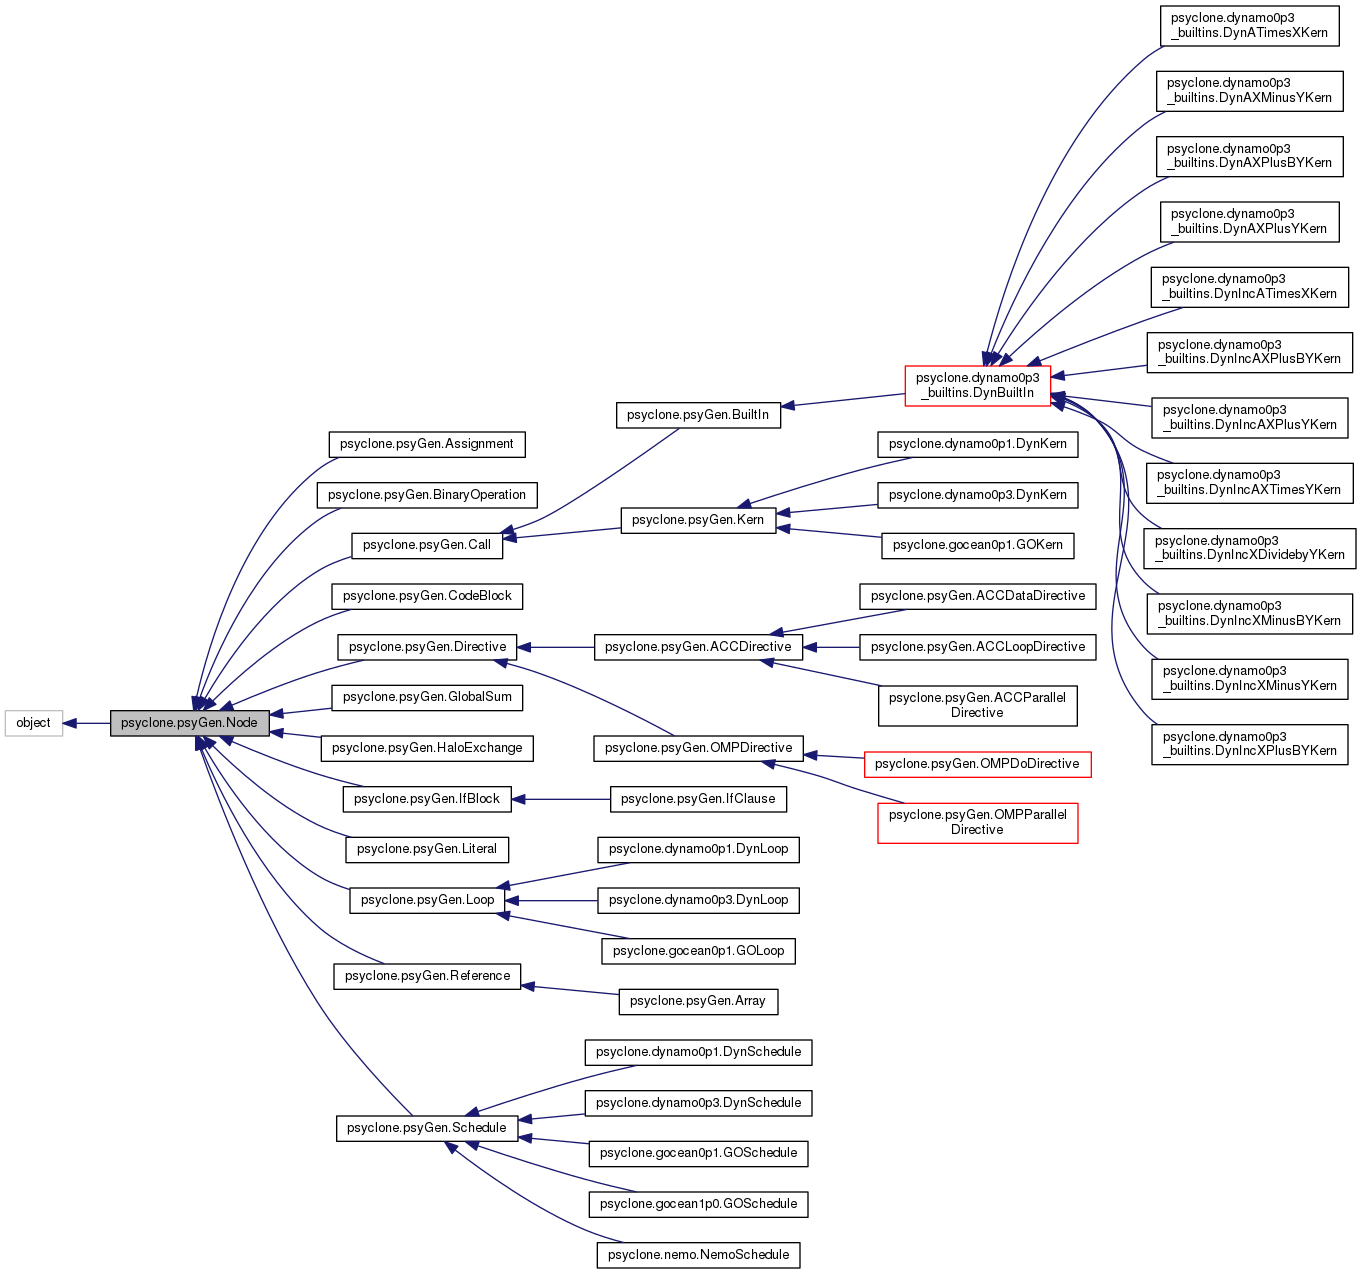 object
psyclone.psyGen.Node
psyclone.psyGen.Assignment
psyclone.psyGen.BinaryOperation
psyclone.psyGen.Call
psyclone.psyGen.CodeBlock
psyclone.psyGen.Directive
psyclone.psyGen.GlobalSum
psyclone.psyGen.HaloExchange
psyclone.psyGen.IfBlock
psyclone.psyGen.Literal
psyclone.psyGen.Loop
psyclone.psyGen.Reference
psyclone.psyGen.Schedule
psyclone.psyGen.BuiltIn
psyclone.psyGen.Kern
psyclone.psyGen.ACCDirective
psyclone.psyGen.OMPDirective
psyclone.psyGen.IfClause
psyclone.dynamo0p1.DynLoop
psyclone.dynamo0p3.DynLoop
psyclone.gocean0p1.GOLoop
psyclone.psyGen.Array
psyclone.dynamo0p1.DynSchedule
psyclone.dynamo0p3.DynSchedule
psyclone.gocean0p1.GOSchedule
psyclone.gocean1p0.GOSchedule
psyclone.nemo.NemoSchedule
psyclone.dynamo0p3
_builtins.DynBuiltIn
psyclone.dynamo0p1.DynKern
psyclone.dynamo0p3.DynKern
psyclone.gocean0p1.GOKern
psyclone.psyGen.ACCDataDirective
psyclone.psyGen.ACCLoopDirective
psyclone.psyGen.ACCParallel
Directive
psyclone.psyGen.OMPDoDirective
psyclone.psyGen.OMPParallel
Directive
psyclone.dynamo0p3
_builtins.DynATimesXKern
psyclone.dynamo0p3
_builtins.DynAXMinusYKern
psyclone.dynamo0p3
_builtins.DynAXPlusBYKern
psyclone.dynamo0p3
_builtins.DynAXPlusYKern
psyclone.dynamo0p3
_builtins.DynIncATimesXKern
psyclone.dynamo0p3
_builtins.DynIncAXPlusBYKern
psyclone.dynamo0p3
_builtins.DynIncAXPlusYKern
psyclone.dynamo0p3
_builtins.DynIncAXTimesYKern
psyclone.dynamo0p3
_builtins.DynIncXDividebyYKern
psyclone.dynamo0p3
_builtins.DynIncXMinusBYKern
psyclone.dynamo0p3
_builtins.DynIncXMinusYKern
psyclone.dynamo0p3
_builtins.DynIncXPlusBYKern